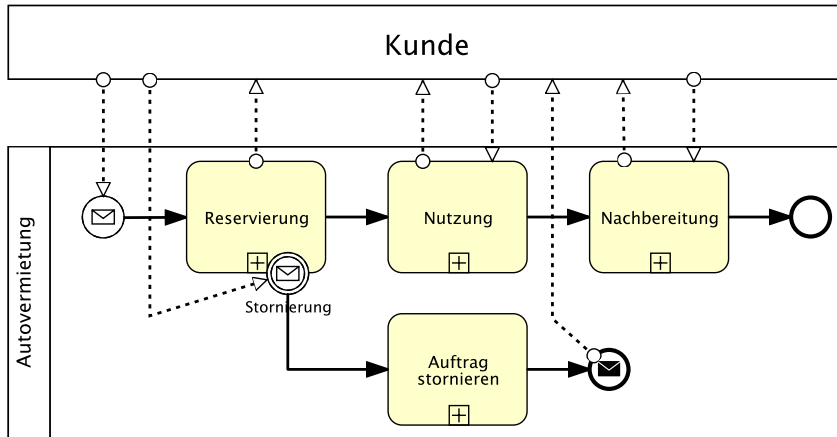 Kunde
Autovermietung
Reservierung
Nutzung
Nachbereitung
Stornierung
Auftrag
stornieren